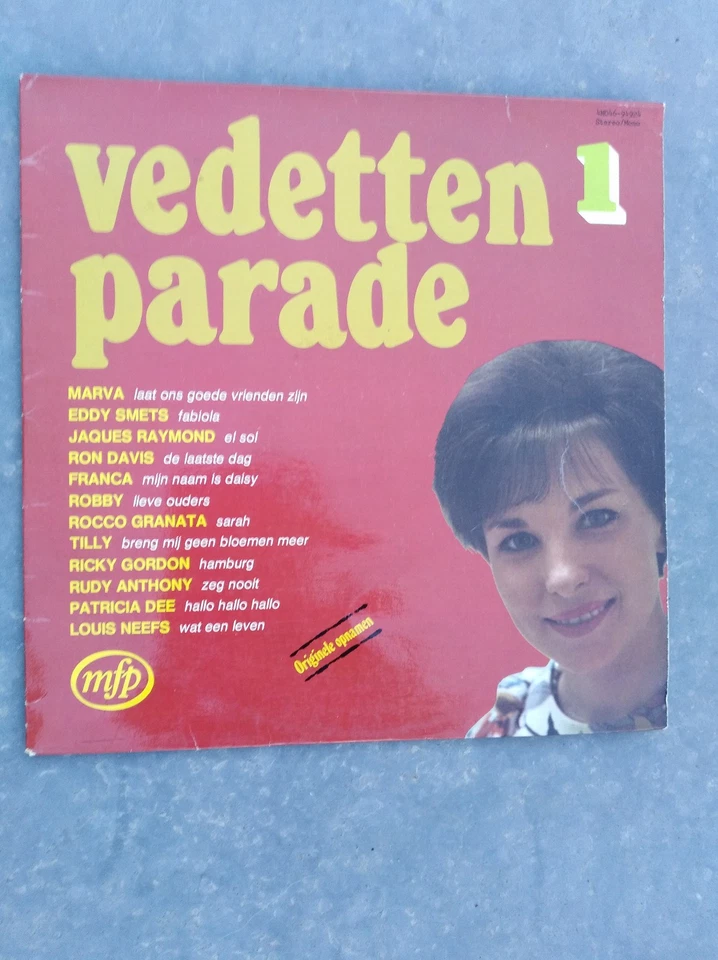 Stereo/Mono
vedetten 1
parade
MARVA laat ons goede vrienden zijn
EDDY SMETS fabiola
JAQUES RAYMOND el sol
RON DAVIS de laatste dag
FRANCA mijn naam is daisy
ROBBY lieve ouders
ROCCO GRANATA sarah
TILLY breng mij geen bloemen meer
RICKY GORDON hamburg
RUDY ANTHONY zeg nooit
PATRICIA DEE hallo hallo hallo
LOUIS NEEFS wat een leven
Originele opnamen
mfp